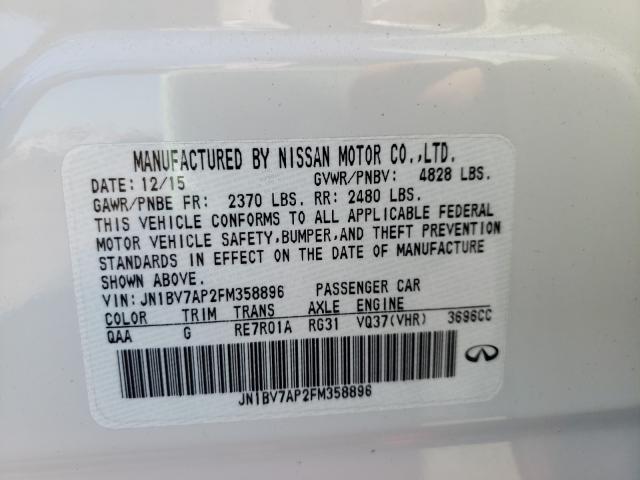 MANUFACTURED BY NISSAN MOTOR CO.,LTD.
DATE: 12/15 GVWR/PNBV: 4828 LBS.
GAWR/PNBE FR: 2370 LBS. RR: 2480 LBS.
THIS VEHICLE CONFORMS TO ALL APPLICABLE FEDERAL
MOTOR VEHICLE SAFETY,BUMPER,AND THEFT PREVENTION
STANDARDS IN EFFECT ON THE DATE OF MANUFACTURE
SHOWN ABOVE.
VIN: JN1BV7AP2FM358896 PASSENGER CAR
COLOR TRIM TRANS AXLE ENGINE
QAA G RE7R01A RG31 VQ37(VHR) 3696CC
JN1BV7AP2FM358896